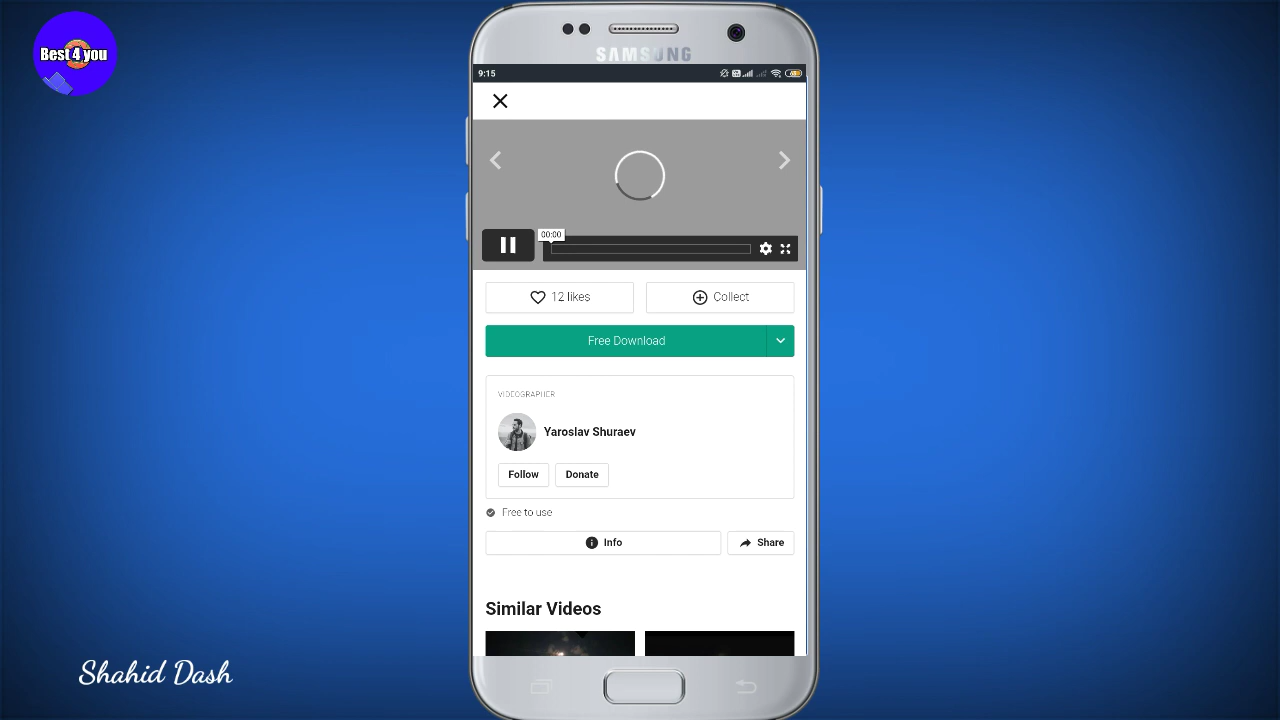 Best 4 you
SAMSUNG
9:15
00:00
12 likes
Collect
Free Download
VIDEOGRAPHER
Yaroslav Shuraev
Follow
Donate
Free to use
Info
Share
Similar Videos
Shahid Dash